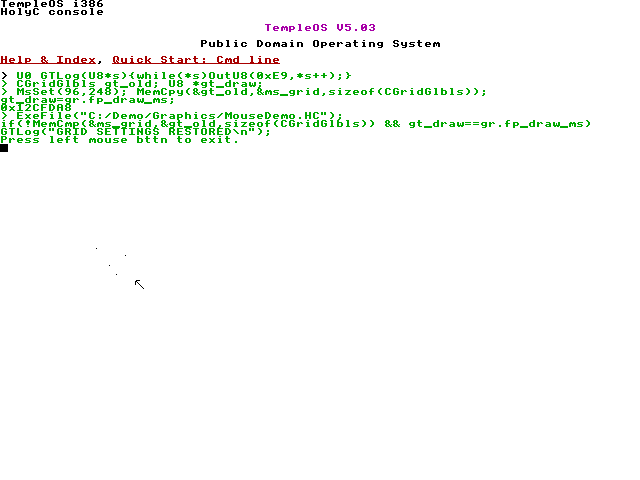 TempleOS i386
HolyC console
TempleOS V5.03
Public Domain Operating System
Help & Index, Quick Start: Cmd line
> U0 GTLog(U8*s){while(*s)OutU8(0xE9,*s++);}
> CGridGlbls gt_old; U8 *gt_draw;
> MsSet(96,248); MemCpy(&gt_old,&ms_grid,sizeof(CGridGlbls));
gt_draw=gr.fp_draw_ms;
0xI2CFDA8
> ExeFile("C:/Demo/Graphics/MouseDemo.HC");
if(!MemCmp(&ms_grid,&gt_old,sizeof(CGridGlbls)) && gt_draw==gr.fp_draw_ms)
GTLog("GRID SETTINGS RESTORED\n");
Press left mouse bttn to exit.